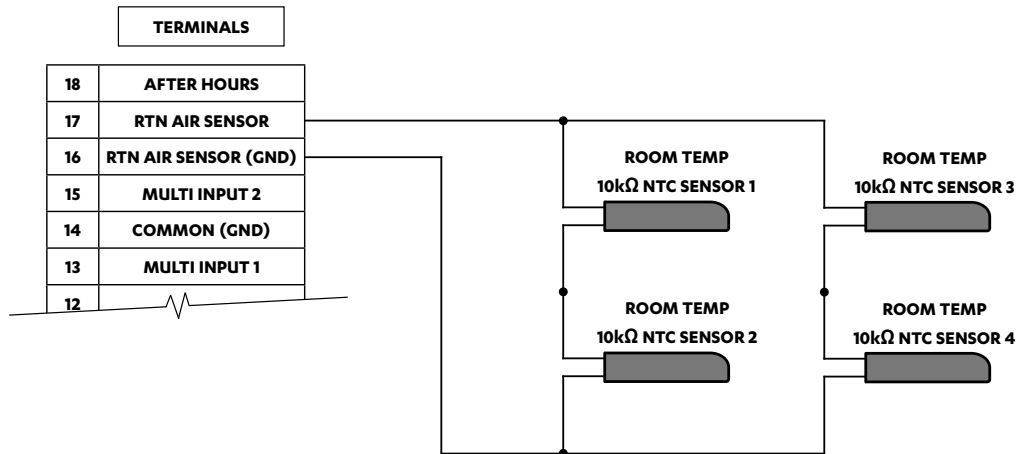 TERMINALS
18 AFTER HOURS
17 RTN AIR SENSOR
16 RTN AIR SENSOR (GND)
15 MULTI INPUT 2
14 COMMON (GND)
13 MULTI INPUT 1
12
ROOM TEMP
10kΩ NTC SENSOR 1
ROOM TEMP
10kΩ NTC SENSOR 3
ROOM TEMP
10kΩ NTC SENSOR 2
ROOM TEMP
10kΩ NTC SENSOR 4